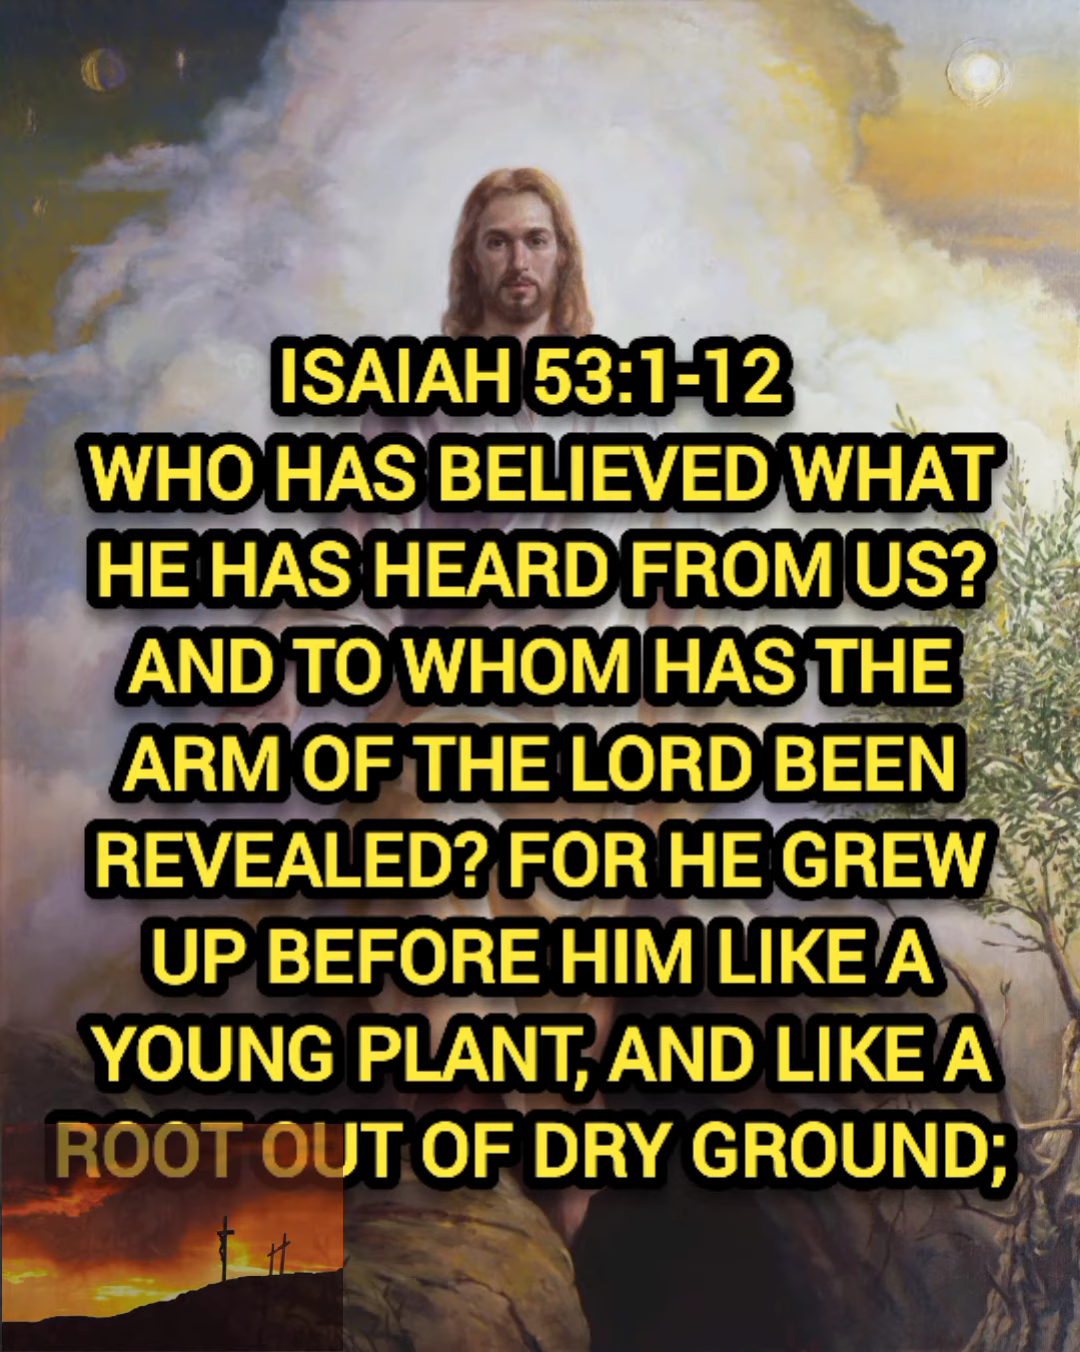 ISAIAH 53:1-12
WHO HAS BELIEVED WHAT
HE HAS HEARD FROM US?
AND TO WHOM HAS THE
ARM OF THE LORD BEEN
REVEALED? FOR HE GREW
UP BEFORE HIM LIKE A
YOUNG PLANT, AND LIKE A
ROOT OUT OF DRY GROUND;